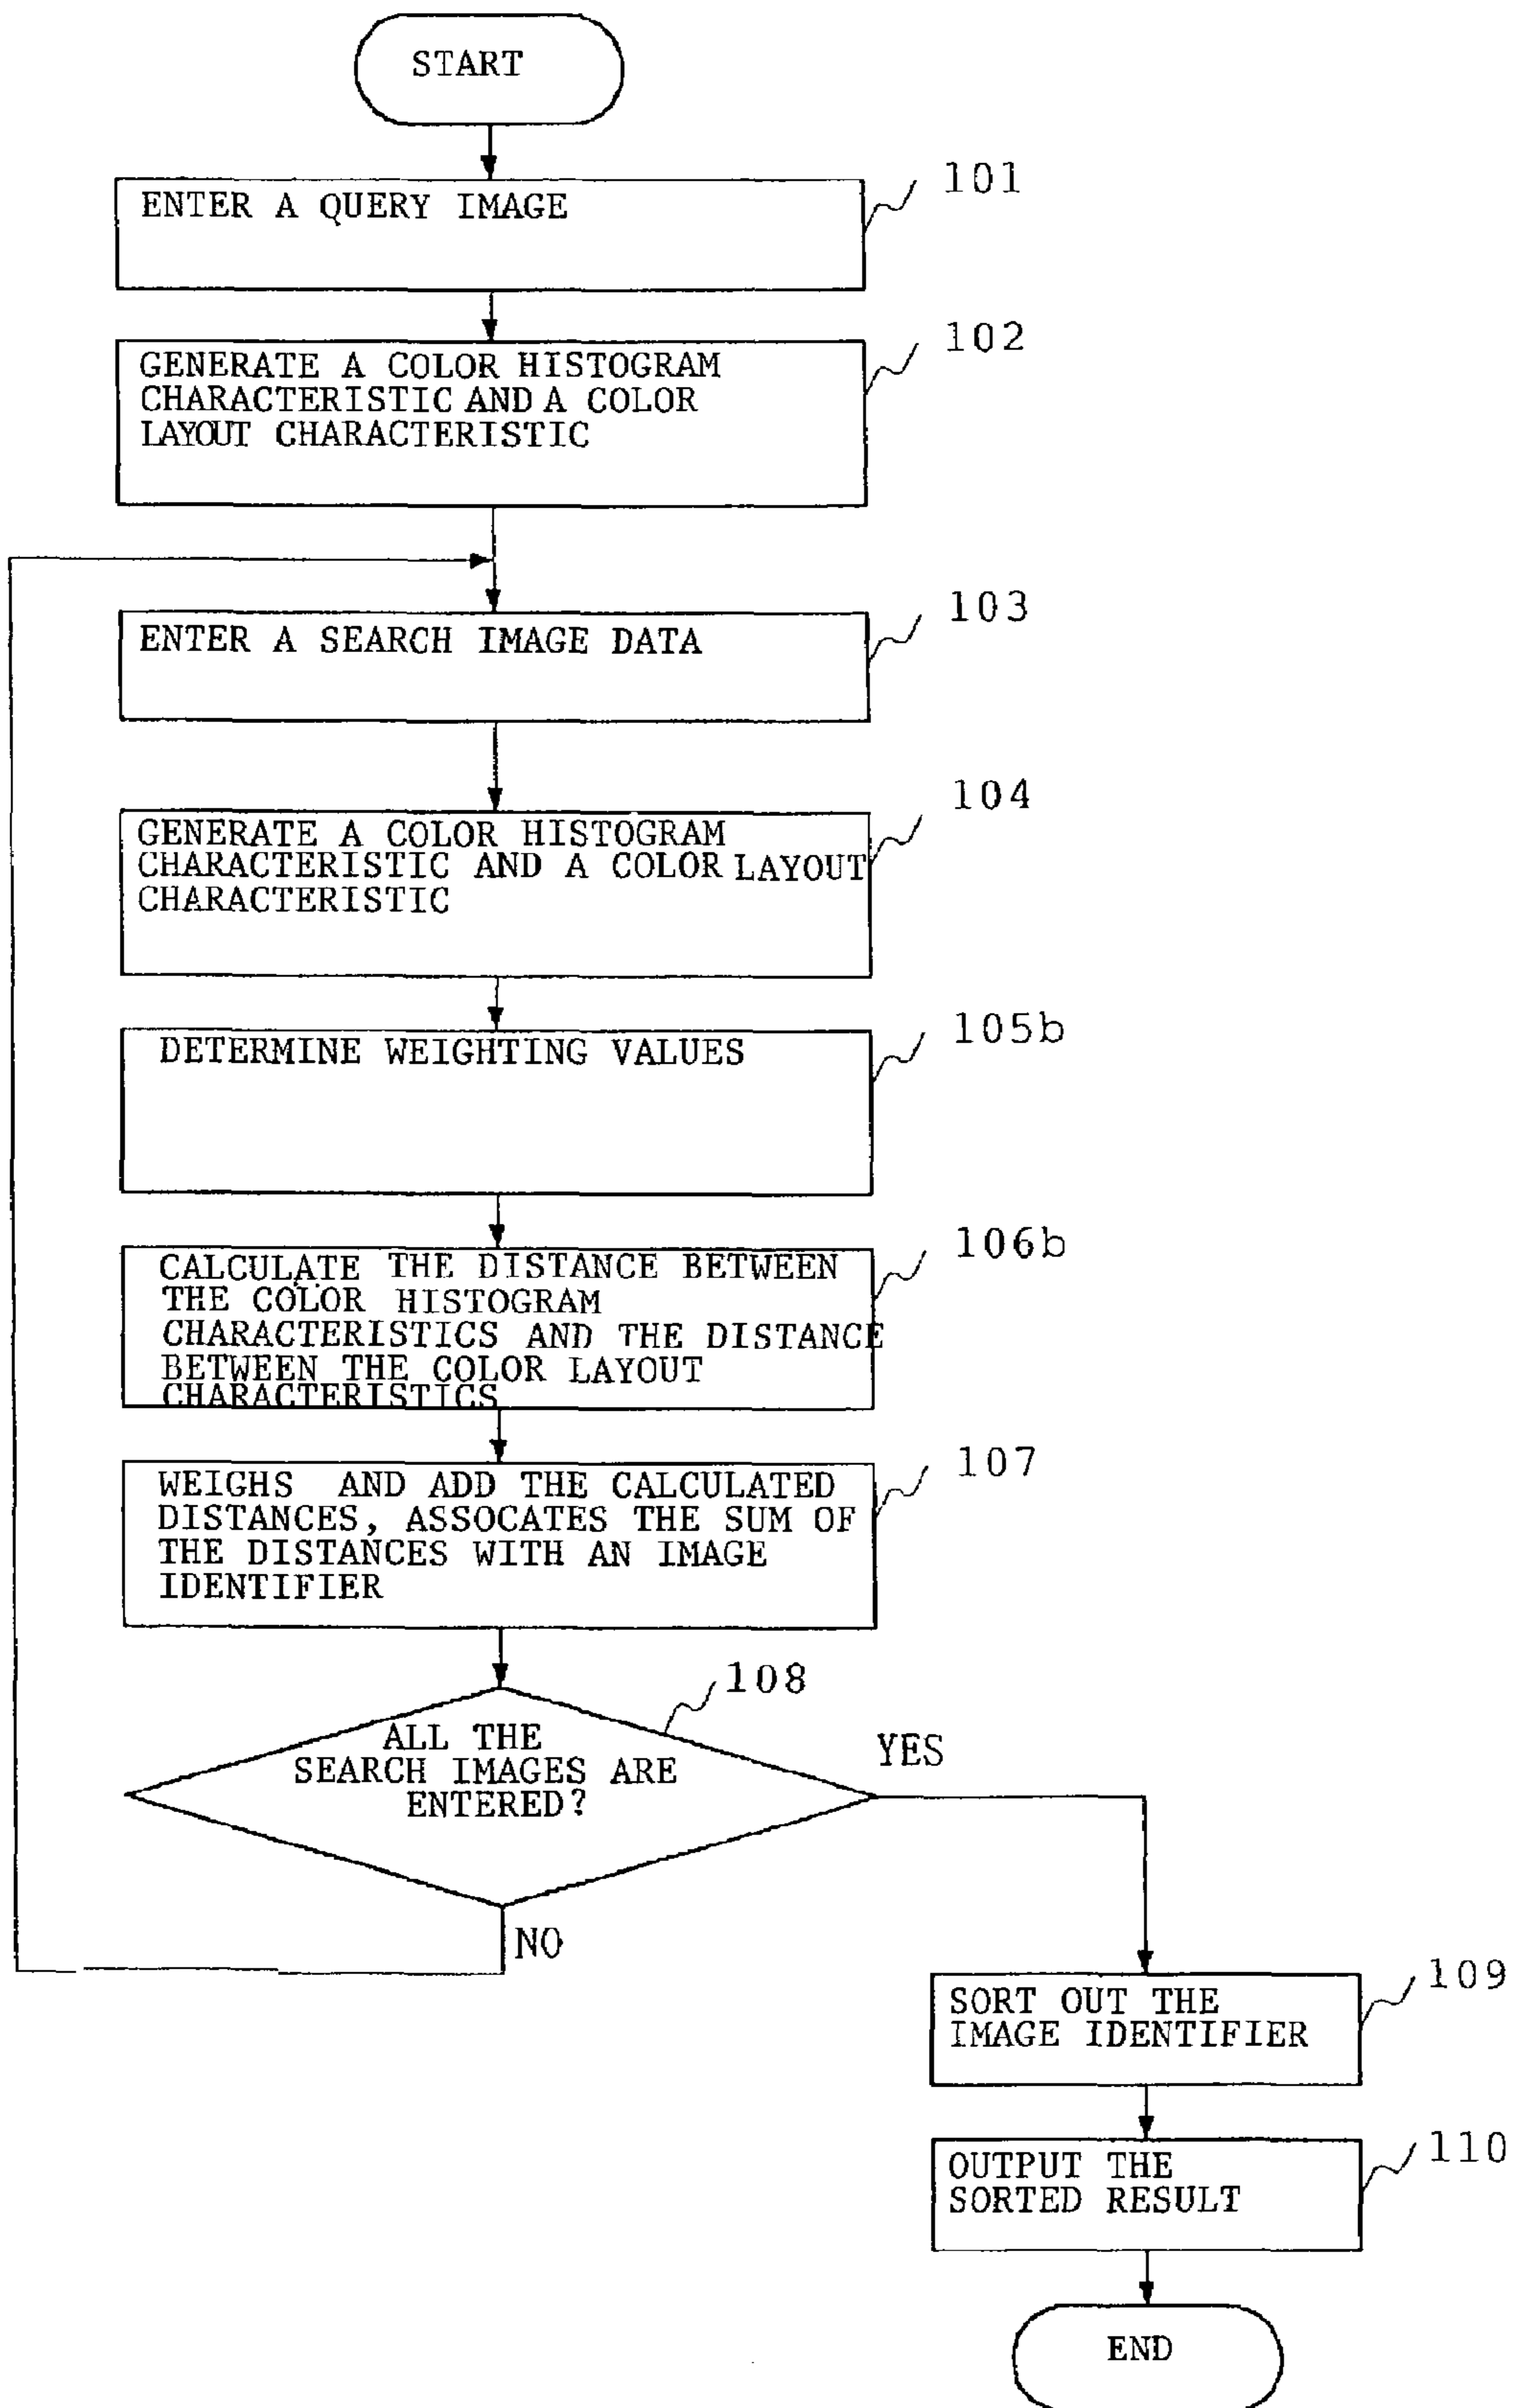 START
ENTER A QUERY IMAGE
101
GENERATE A COLOR HISTOGRAM
CHARACTERISTIC AND A COLOR
LAYOUT CHARACTERISTIC
102
ENTER A SEARCH IMAGE DATA
103
GENERATE A COLOR HISTOGRAM
CHARACTERISTIC AND A COLOR LAYOUT
CHARACTERISTIC
104
DETERMINE WEIGHTING VALUES
105b
CALCULATE THE DISTANCE BETWEEN
THE COLOR HISTOGRAM
CHARACTERISTICS AND THE DISTANCE
BETWEEN THE COLOR LAYOUT
CHARACTERISTICS
106b
WEIGHS AND ADD THE CALCULATED
DISTANCES, ASSOCATES THE SUM OF
THE DISTANCES WITH AN IMAGE
IDENTIFIER
107
108
ALL THE
SEARCH IMAGES ARE
ENTERED?
YES
NO
SORT OUT THE
IMAGE IDENTIFIER
109
OUTPUT THE
SORTED RESULT
110
END